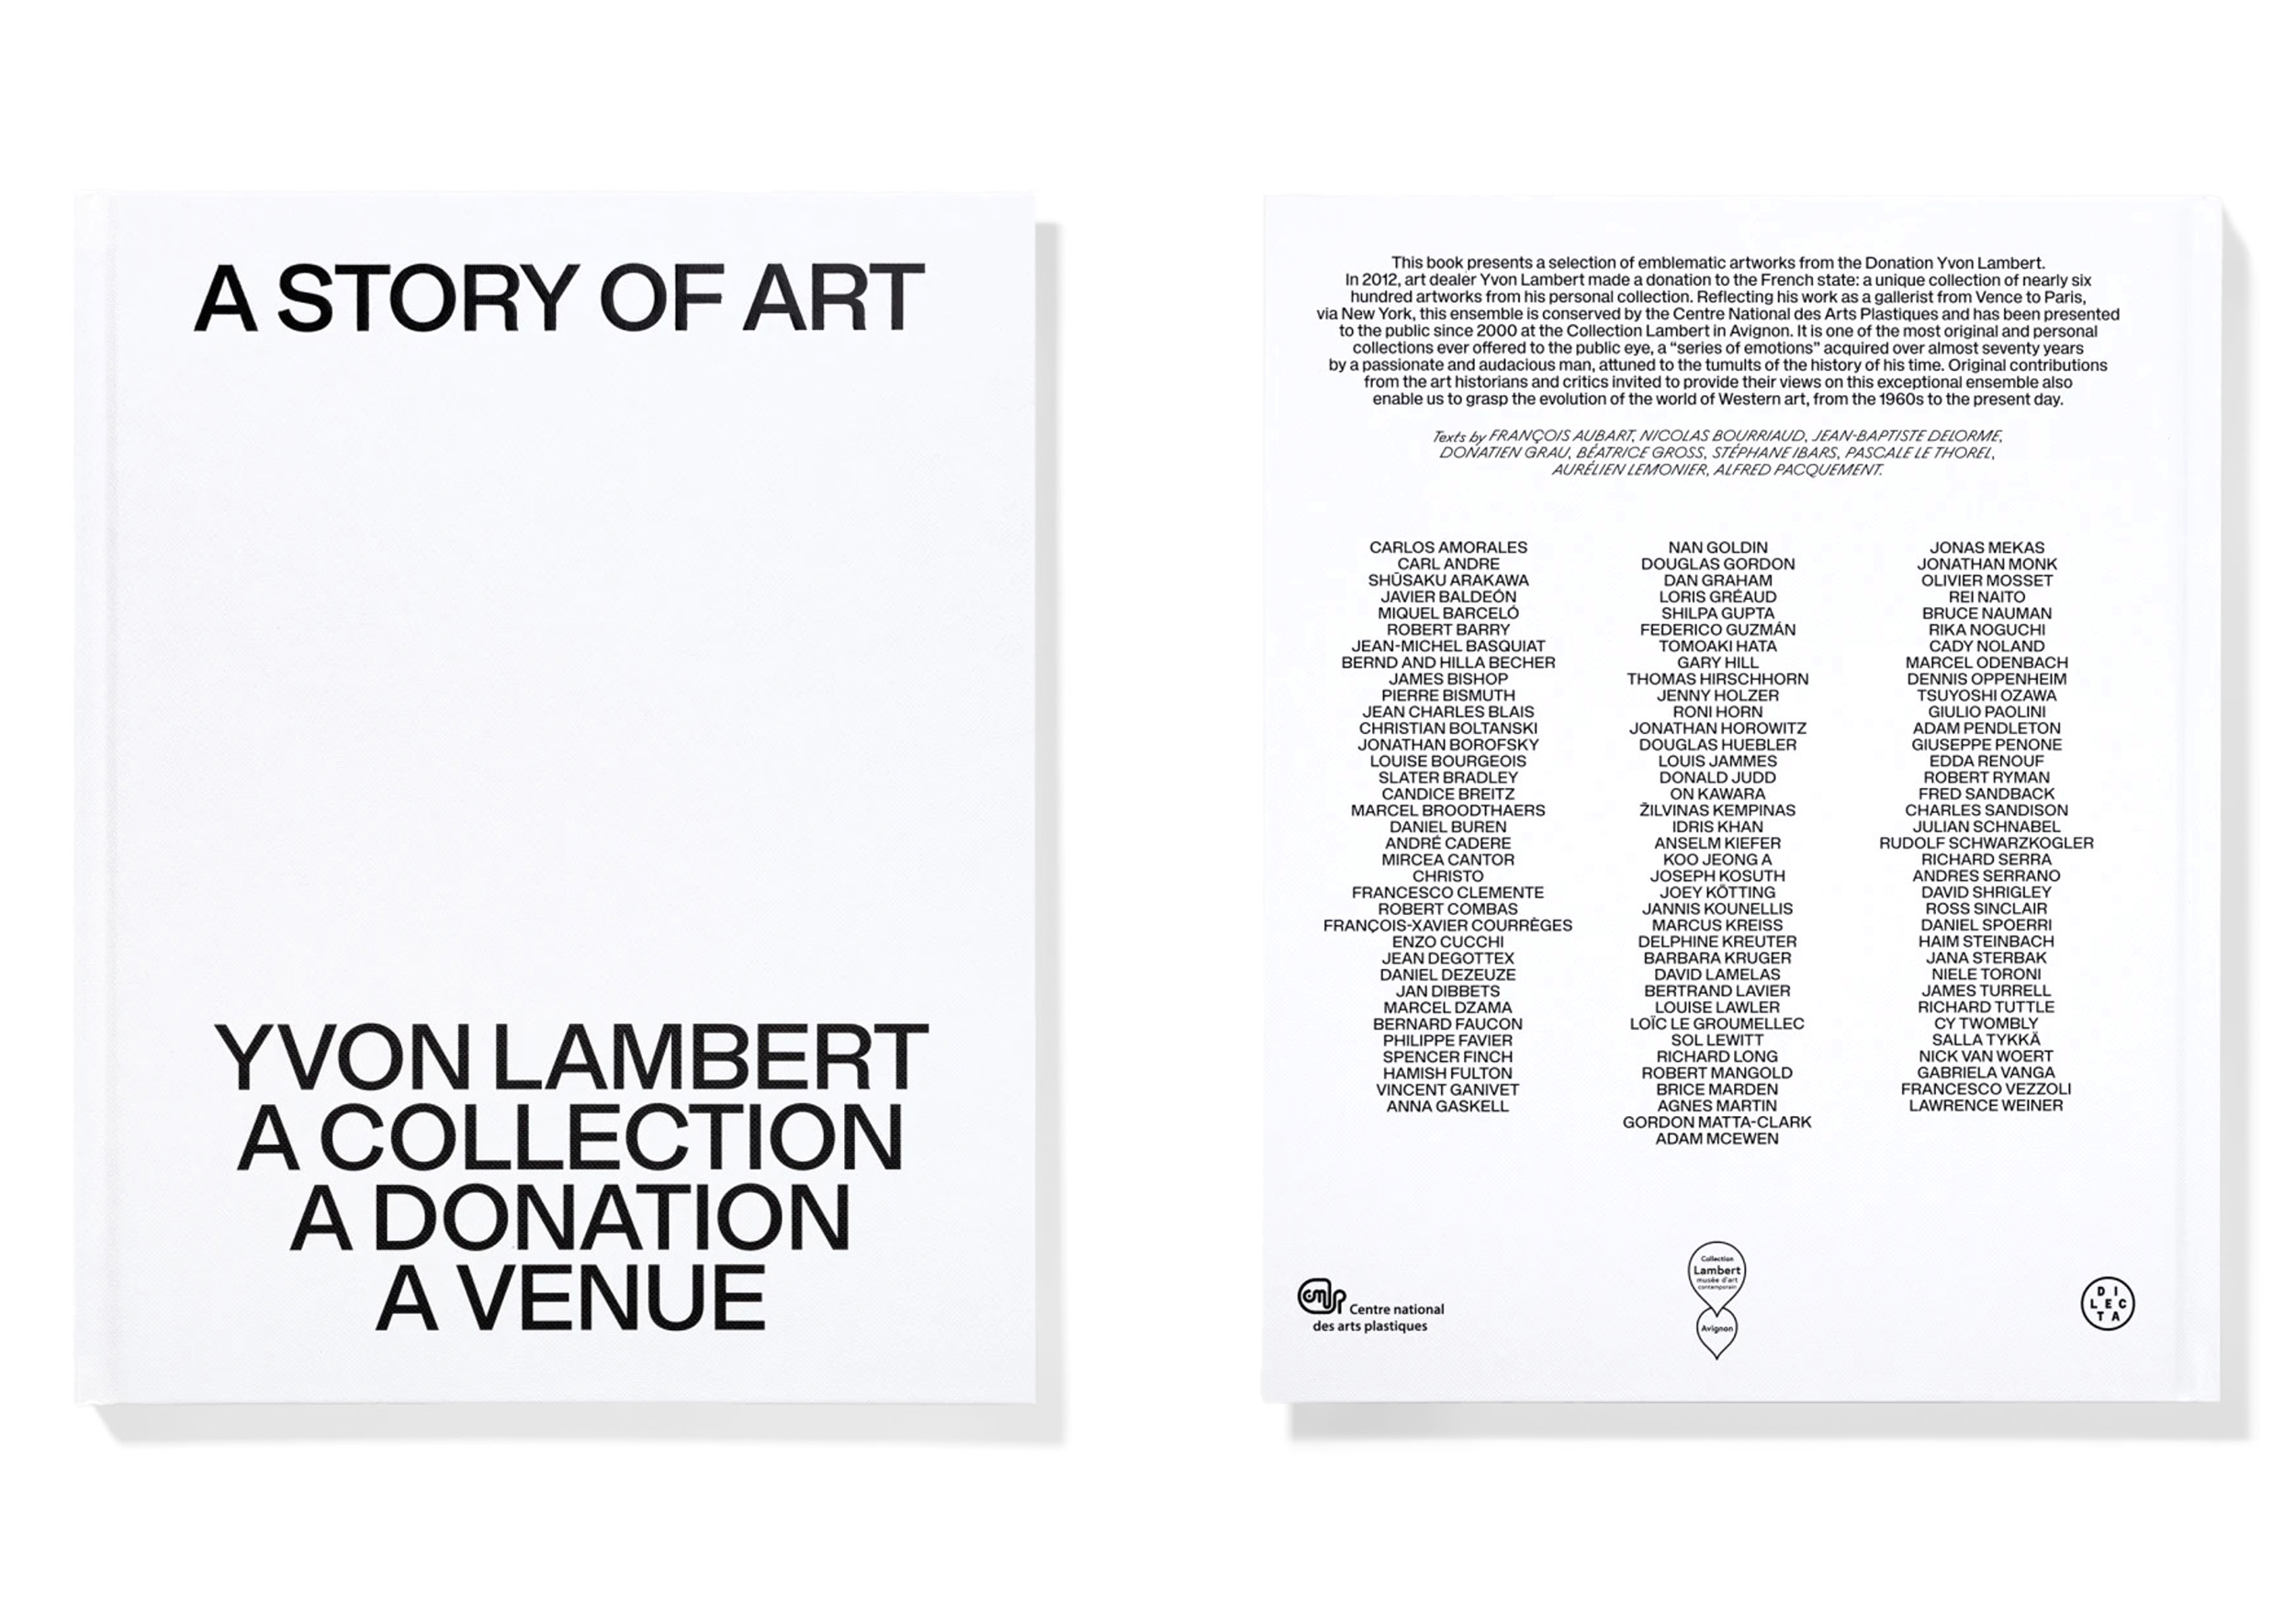 A STORY OF ART
YVON LAMBERT
A COLLECTION
A DONATION
A VENUE
This book presents a selection of emblematic artworks from the Donation Yvon Lambert.
In 2012, art dealer Yvon Lambert made a donation to the French state: a unique collection of nearly six
hundred artworks from his personal collection. Reflecting his work as a gallerist from Vence to Paris,
via New York, this ensemble is conserved by the Centre National des Arts Plastiques and has been presented
to the public since 2000 at the Collection Lambert in Avignon. It is one of the most original and personal
collections ever offered to the public eye, a “series of emotions” acquired over almost seventy years
by a passionate and audacious man, attuned to the tumults of the history of his time. Original contributions
from the art historians and critics invited to provide their views on this exceptional ensemble also
enable us to grasp the evolution of the world of Western art, from the 1960s to the present day.
Texts by FRANÇOIS AUBART, NICOLAS BOURRIAUD, JEAN-BAPTISTE DELORME,
DONATIEN GRAU, BÉATRICE GROSS, STÉPHANE IBARS, PASCALE LE THOREL,
AURÉLIEN LEMONIER, ALFRED PACQUEMENT.
CARLOS AMORALES
CARL ANDRE
SHŪSAKU ARAKAWA
JAVIER BALDEÓN
MIQUEL BARCELÓ
ROBERT BARRY
JEAN-MICHEL BASQUIAT
BERND AND HILLA BECHER
JAMES BISHOP
PIERRE BISMUTH
JEAN CHARLES BLAIS
CHRISTIAN BOLTANSKI
JONATHAN BOROFSKY
LOUISE BOURGEOIS
SLATER BRADLEY
CANDICE BREITZ
MARCEL BROODTHAERS
DANIEL BUREN
ANDRÉ CADERE
MIRCEA CANTOR
CHRISTO
FRANCESCO CLEMENTE
ROBERT COMBAS
FRANÇOIS-XAVIER COURRÈGES
ENZO CUCCHI
JEAN DEGOTTEX
DANIEL DEZEUZE
JAN DIBBETS
MARCEL DZAMA
BERNARD FAUCON
PHILIPPE FAVIER
SPENCER FINCH
HAMISH FULTON
VINCENT GANIVET
ANNA GASKELL
NAN GOLDIN
DOUGLAS GORDON
DAN GRAHAM
LORIS GRÉAUD
SHILPA GUPTA
FEDERICO GUZMÁN
TOMOAKI HATA
GARY HILL
THOMAS HIRSCHHORN
JENNY HOLZER
RONI HORN
JONATHAN HOROWITZ
DOUGLAS HUEBLER
LOUIS JAMMES
DONALD JUDD
ON KAWARA
ŽILVINAS KEMPINAS
IDRIS KHAN
ANSELM KIEFER
KOO JEONG A
JOSEPH KOSUTH
JOEY KÖTTING
JANNIS KOUNELLIS
MARCUS KREISS
DELPHINE KREUTER
BARBARA KRUGER
DAVID LAMELAS
BERTRAND LAVIER
LOUISE LAWLER
LOÏC LE GROUMELLEC
SOL LEWITT
RICHARD LONG
ROBERT MANGOLD
BRICE MARDEN
AGNES MARTIN
GORDON MATTA-CLARK
ADAM MCEWEN
JONAS MEKAS
JONATHAN MONK
OLIVIER MOSSET
REI NAITO
BRUCE NAUMAN
RIKA NOGUCHI
CADY NOLAND
MARCEL ODENBACH
DENNIS OPPENHEIM
TSUYOSHI OZAWA
GIULIO PAOLINI
ADAM PENDLETON
GIUSEPPE PENONE
EDDA RENOUF
ROBERT RYMAN
FRED SANDBACK
CHARLES SANDISON
JULIAN SCHNABEL
RUDOLF SCHWARZKOGLER
RICHARD SERRA
ANDRES SERRANO
DAVID SHRIGLEY
ROSS SINCLAIR
DANIEL SPOERRI
HAIM STEINBACH
JANA STERBAK
NIELE TORONI
JAMES TURRELL
RICHARD TUTTLE
CY TWOMBLY
SALLA TYKKÄ
NICK VAN WOERT
GABRIELA VANGA
FRANCESCO VEZZOLI
LAWRENCE WEINER
cnap Centre national
des arts plastiques
Collection
Lambert
musée d'art
contemporain
Avignon
DI
LEC
TA